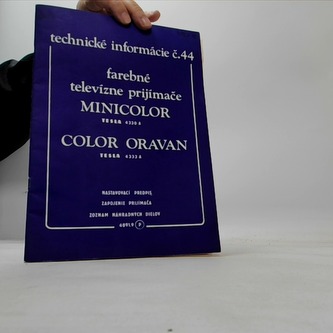 technické informácie č.44
farebné
televízne prijímače
MINICOLOR
TESLA 4330 A
COLOR ORAVAN
TESLA 4333 A
NASTAVOVACÍ PREDPIS
ZAPOJENIE PRIJÍMAČA
ZOZNAM NÁHRADNÝCH DIELOV